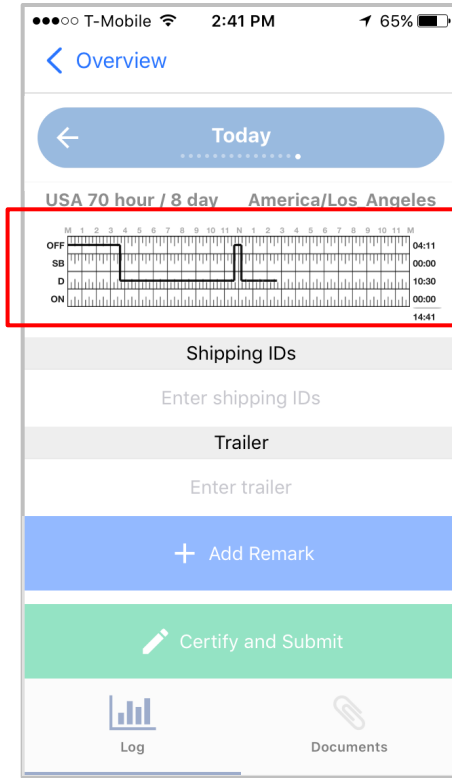 T-Mobile 2:41 PM 65%
Overview
Today
USA 70 hour / 8 day America/Los_Angeles
M 1 2 3 4 5 6 7 8 9 10 11 N 1 2 3 4 5 6 7 8 9 10 11 M
OFF 04:11
SB 00:00
D 10:30
ON 00:00
14:41
Shipping IDs
Enter shipping IDs
Trailer
Enter trailer
+ Add Remark
Certify and Submit
Log Documents